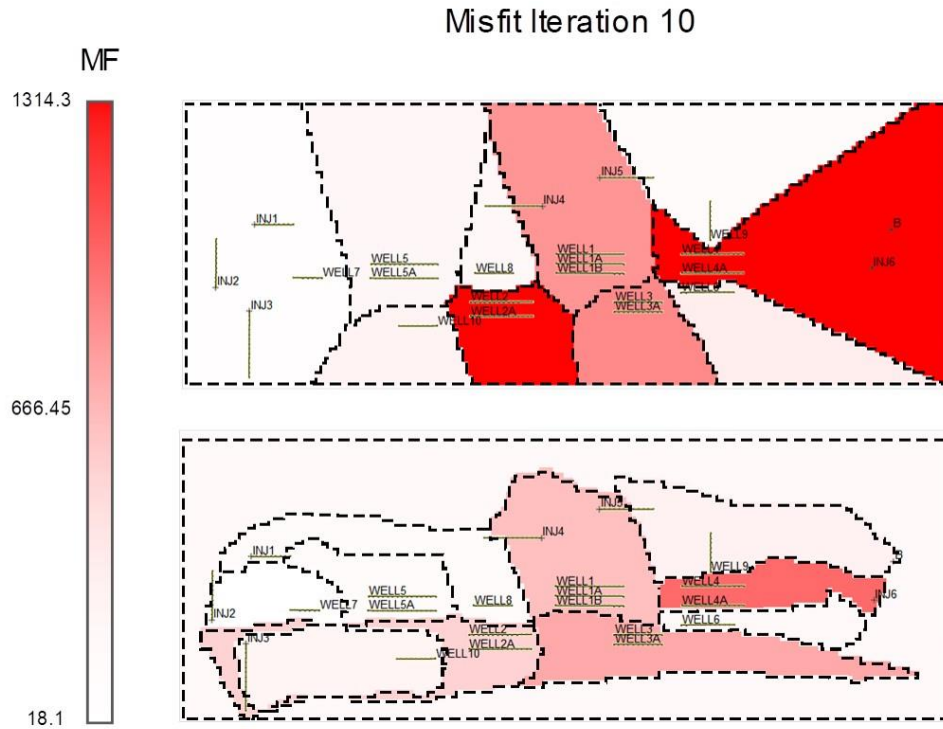 Misfit Iteration 10
MF
1314.3
666.45
18.1
INJ5
INJ4
INJ1
B
WELL9
WELL1
WELL5
WELL1A
INJ6
WELL8
WELL1B
WELL4A
WELL5A
WELL7
INJ2
WELL2
WELL3
INJ3
WELL3A
WELL2A
WELL10
INJ5
INJ4
INJ1
B
WELL9
WELL1
WELL4
WELL5
WELL1A
INJ6
WELL8
WELL1B
WELL4A
WELL5A
WELL7
INJ2
WELL6
WELL2
WELL3
INJ3
WELL3A
WELL2A
WELL10